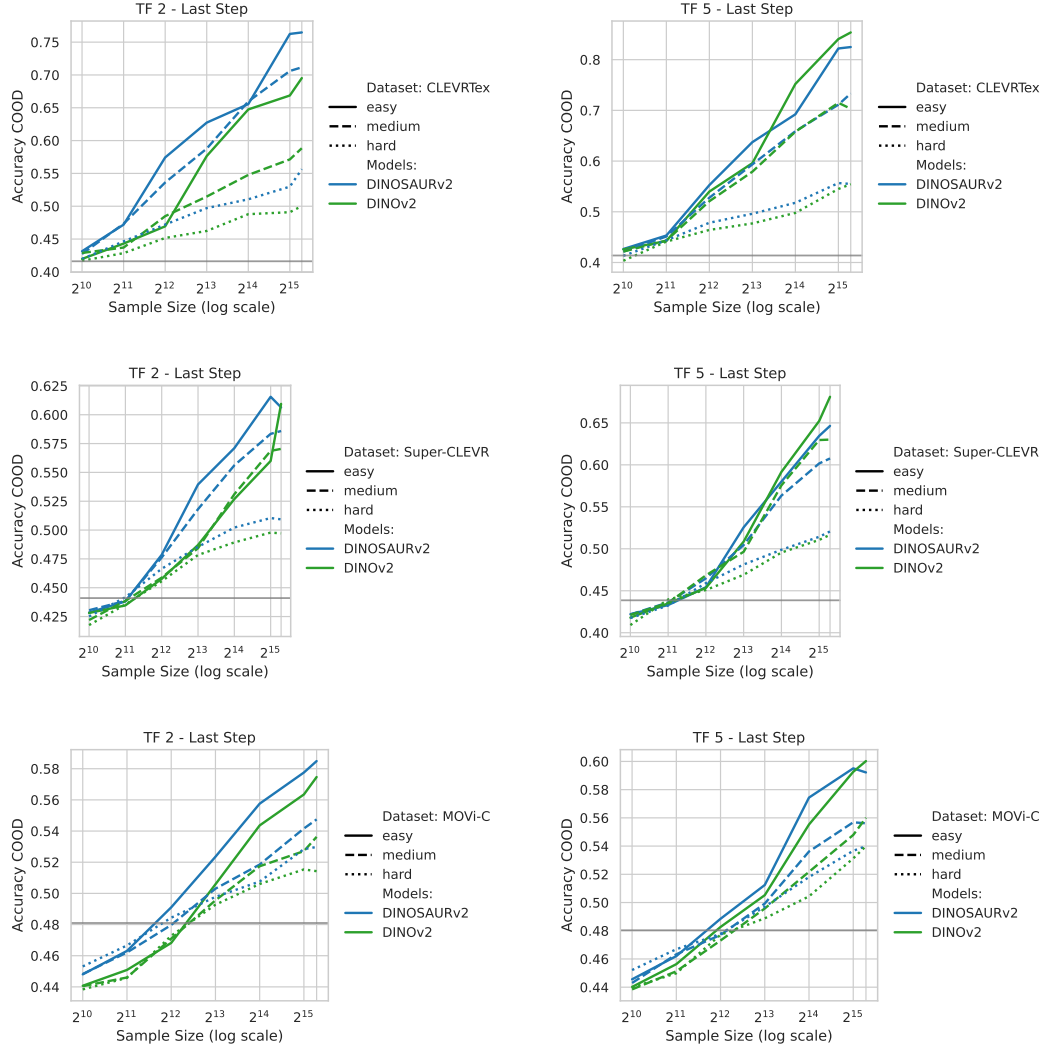 TF 2 - Last Step
Accuracy COOD
0.75
0.70
0.65
0.60
0.55
0.50
0.45
0.40
2^10 2^11 2^12 2^13 2^14 2^15
Sample Size (log scale)
Dataset: CLEVRTex
easy
medium
hard
Models:
DINOSAURv2
DINOv2
TF 5 - Last Step
Accuracy COOD
0.8
0.7
0.6
0.5
0.4
2^10 2^11 2^12 2^13 2^14 2^15
Sample Size (log scale)
Dataset: CLEVRTex
easy
medium
hard
Models:
DINOSAURv2
DINOv2
TF 2 - Last Step
Accuracy COOD
0.625
0.600
0.575
0.550
0.525
0.500
0.475
0.450
0.425
2^10 2^11 2^12 2^13 2^14 2^15
Sample Size (log scale)
Dataset: Super-CLEVR
easy
medium
hard
Models:
DINOSAURv2
DINOv2
TF 5 - Last Step
Accuracy COOD
0.65
0.60
0.55
0.50
0.45
0.40
2^10 2^11 2^12 2^13 2^14 2^15
Sample Size (log scale)
Dataset: Super-CLEVR
easy
medium
hard
Models:
DINOSAURv2
DINOv2
TF 2 - Last Step
Accuracy COOD
0.58
0.56
0.54
0.52
0.50
0.48
0.46
0.44
2^10 2^11 2^12 2^13 2^14 2^15
Sample Size (log scale)
Dataset: MOVi-C
easy
medium
hard
Models:
DINOSAURv2
DINOv2
TF 5 - Last Step
Accuracy COOD
0.60
0.58
0.56
0.54
0.52
0.50
0.48
0.46
0.44
2^10 2^11 2^12 2^13 2^14 2^15
Sample Size (log scale)
Dataset: MOVi-C
easy
medium
hard
Models:
DINOSAURv2
DINOv2